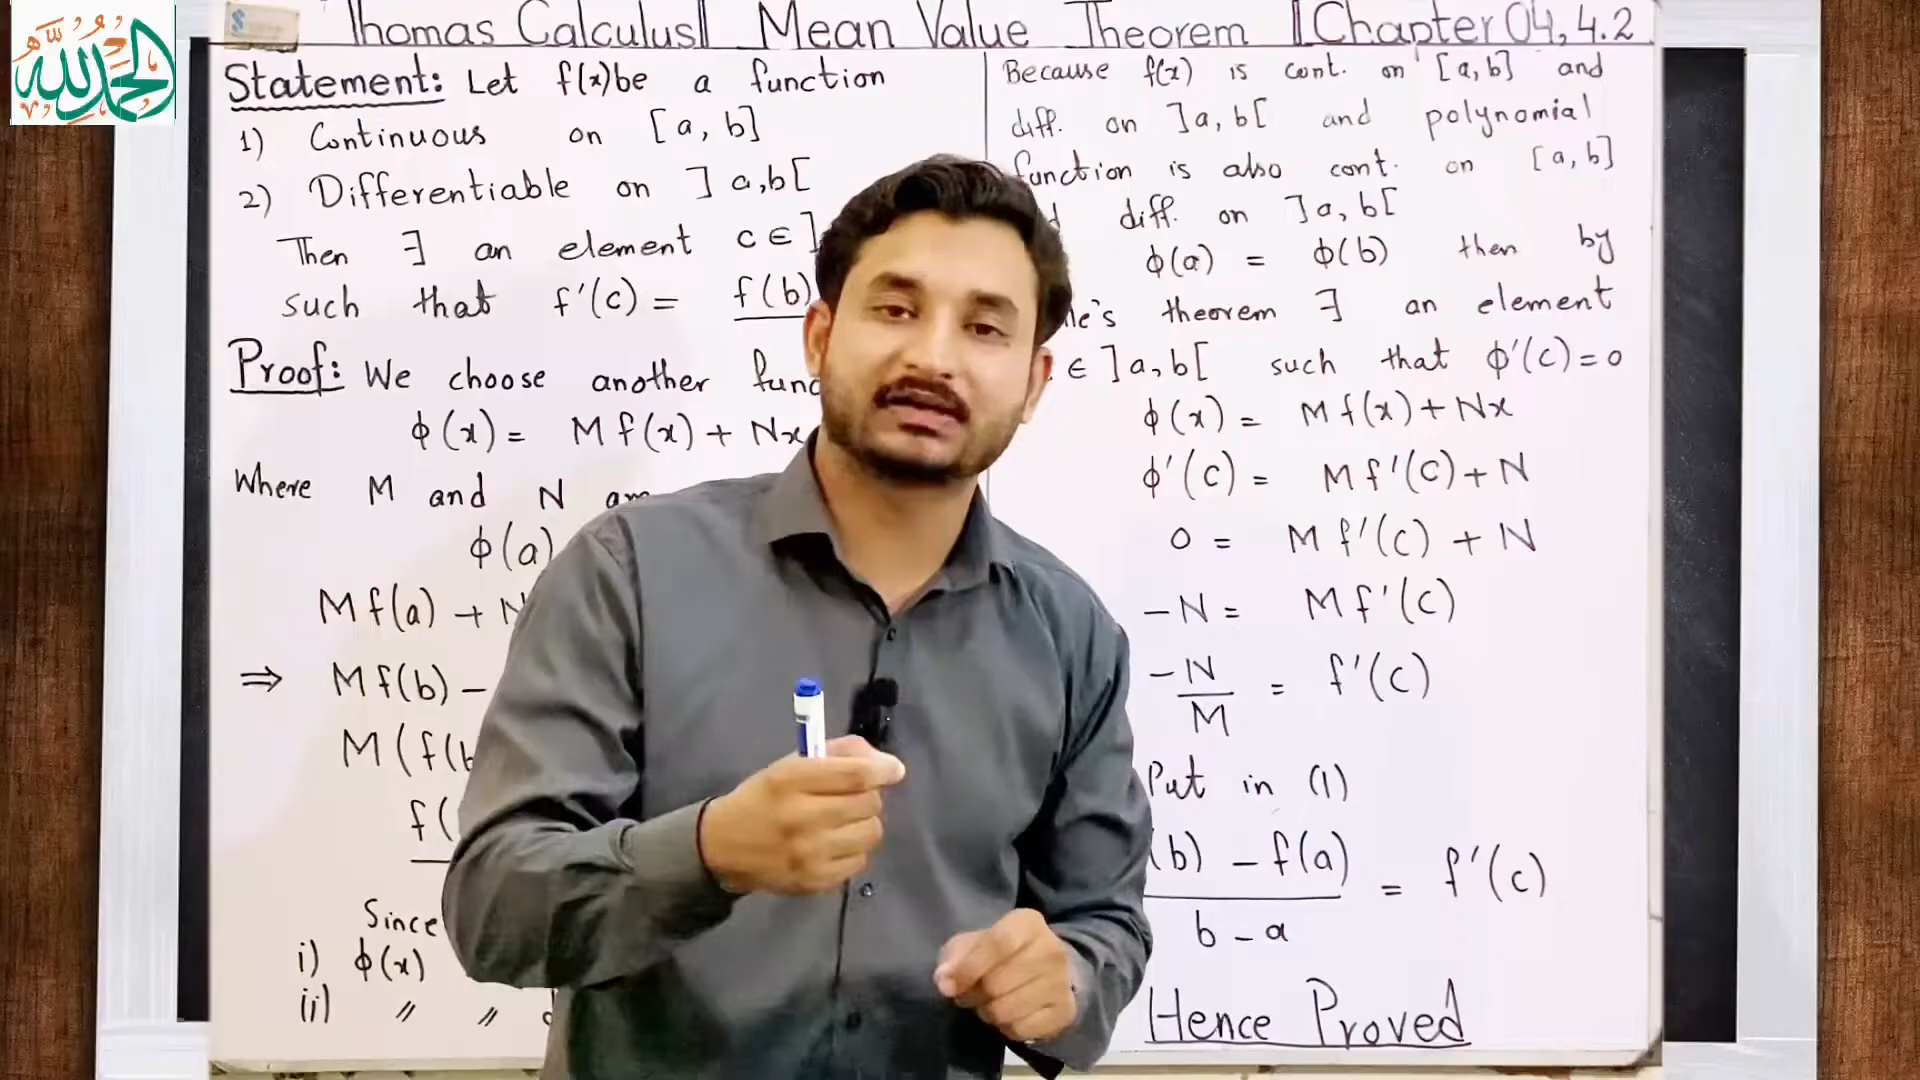 الحمدلله
Thomas Calculus || Mean Value Theorem || Chapter 04, 4.2
Statement: Let f(x) be a function
1) Continuous on [a, b]
2) Differentiable on ]a,b[
Then ∃ an element c ∈ ]
such that f'(c) = f(b)
Proof: We choose another
ϕ(x) = M f(x) + Nx
Where M and N
ϕ(a)
Mf(a) +
⇒ Mf(b) –
M(f(
f(
Since
i) ϕ(x)
ii) 〃 〃
Because f(x) is cont. on [a, b] and
diff. on ]a, b[ and polynomial
function is also cont. on [a, b]
diff. on ]a, b[
ϕ(a) = ϕ(b) then by
theorem ∃ an element
∈ ]a,b[ such that ϕ'(c) = 0
ϕ(x) = M f(x) + Nx
ϕ'(c) = M f'(c) + N
0 = M f'(c) + N
-N = M f'(c)
-N/M = f'(c)
Put in (1)
(b) – f(a) / b – a = f'(c)
Hence Proved